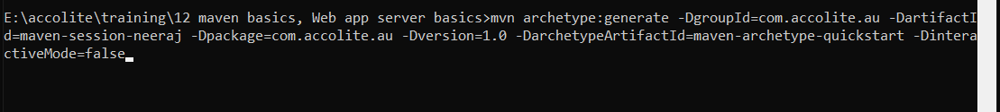 E:\accolite\training\12 maven basics, Web app server basics>mvn archetype:generate -DgroupId=com.accolite.au -DartifactI
d=maven-session-neeraj -Dpackage=com.accolite.au -Dversion=1.0 -DarchetypeArtifactId=maven-archetype-quickstart -Dintera
ctiveMode=false